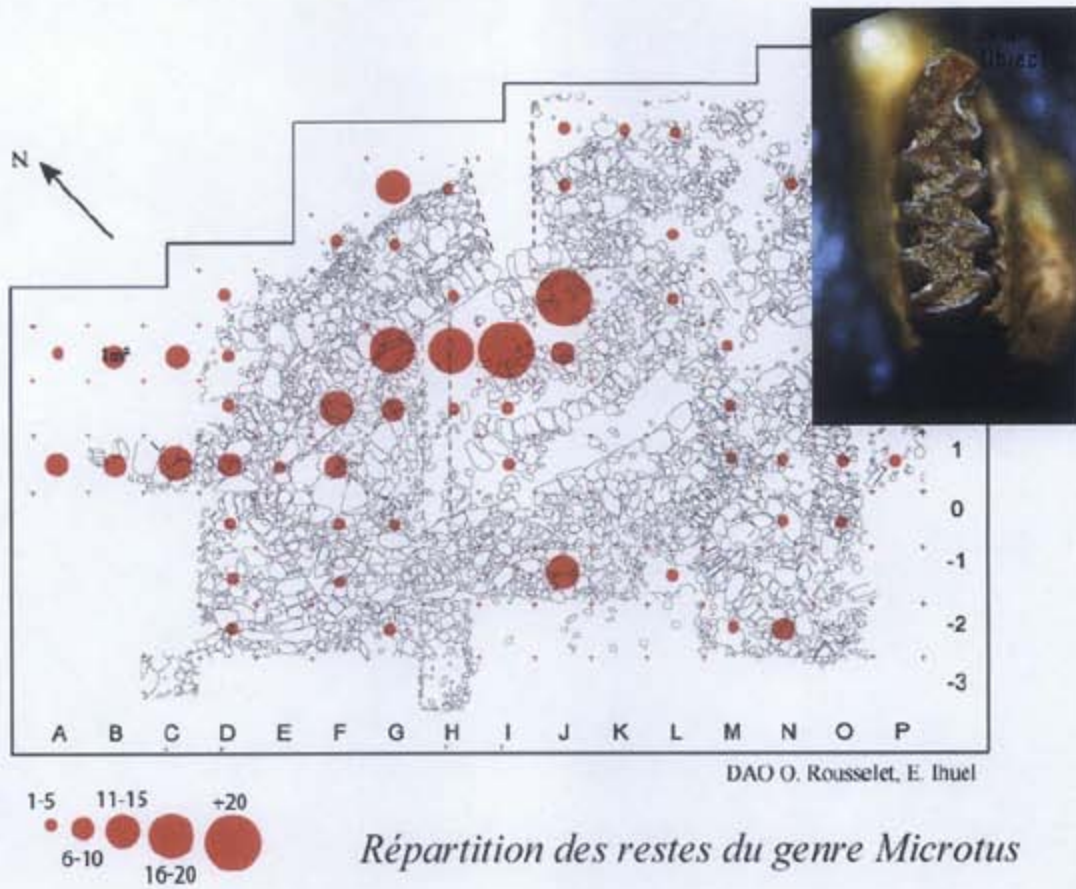 N
1m²
1
0
-1
-2
-3
A B C D E F G H I J K L M N O P
DAO O. Rousselet, E. Ihuel
1-5 11-15 +20
6-10 16-20
Répartition des restes du genre Microtus